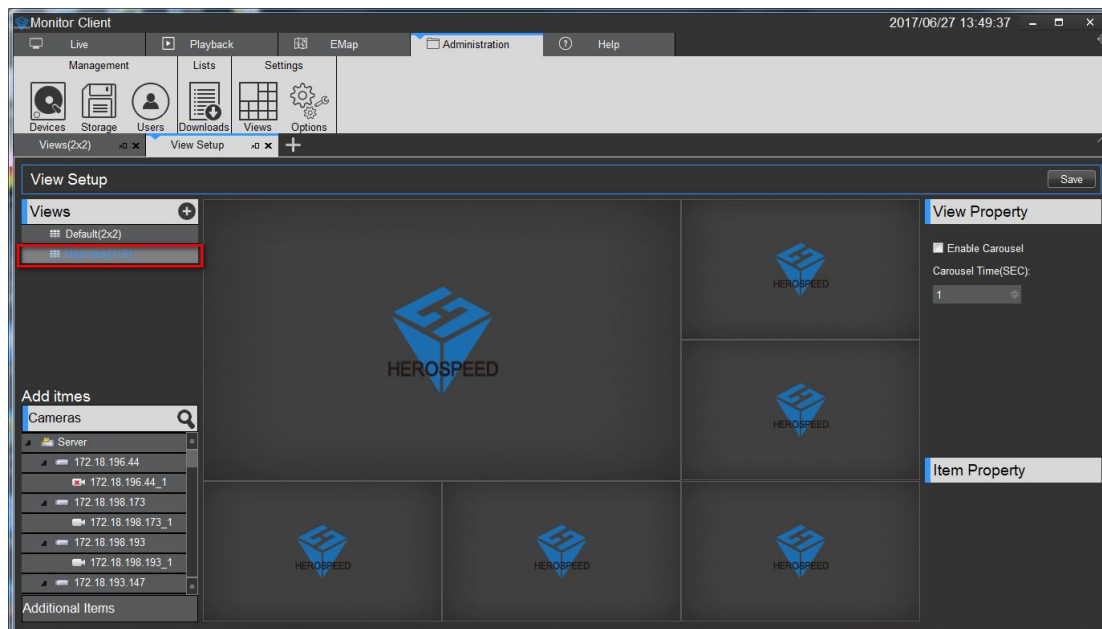 Monitor Client
2017/06/27 13:49:37
Live
Playback
EMap
Administration
Help
Management
Lists
Settings
Devices
Storage
Users
Downloads
Views
Options
Views(2x2)
View Setup
View Setup
Save
Views
Default(2x2)
View Property
Enable Carousel
Carousel Time(SEC):
1
HEROSPEED
HEROSPEED
HEROSPEED
Add itmes
Cameras
Server
172.18.196.44
172.18.196.44_1
172.18.198.173
172.18.198.173_1
172.18.198.193
172.18.198.193_1
172.18.193.147
Additional Items
Item Property
HEROSPEED
HEROSPEED
HEROSPEED